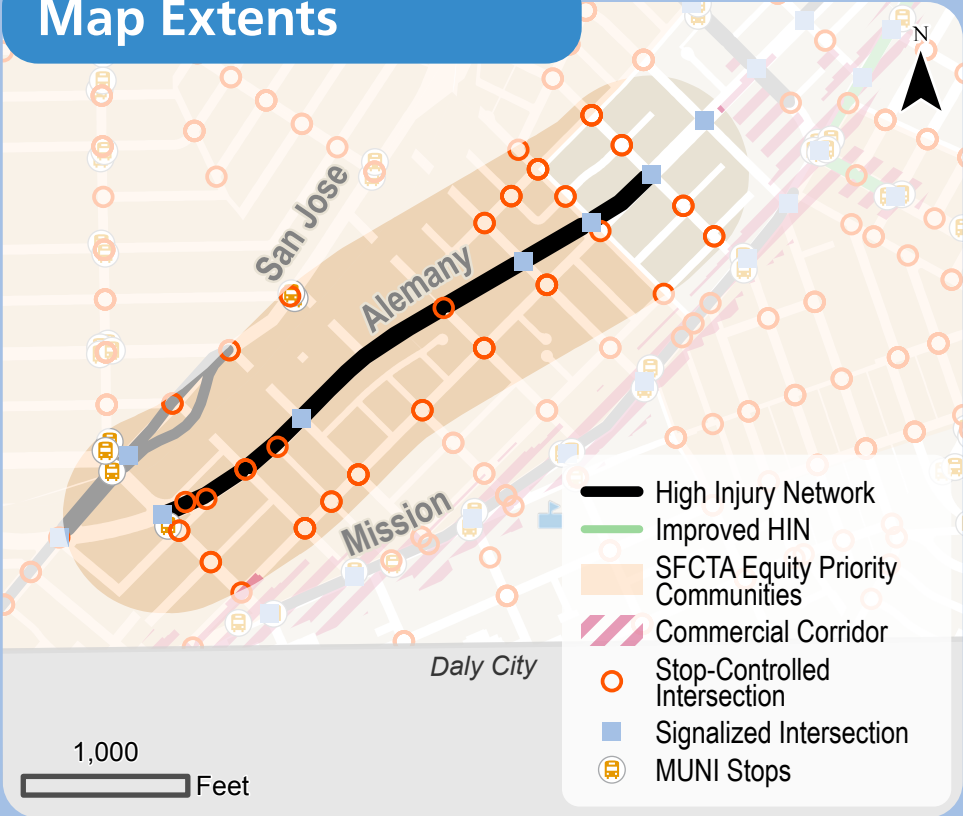 Map Extents
N
San Jose
Alemany
Mission
High Injury Network
Improved HIN
SFCTA Equity Priority
Communities
Commercial Corridor
Stop-Controlled
Intersection
Signalized Intersection
MUNI Stops
Daly City
1,000
Feet